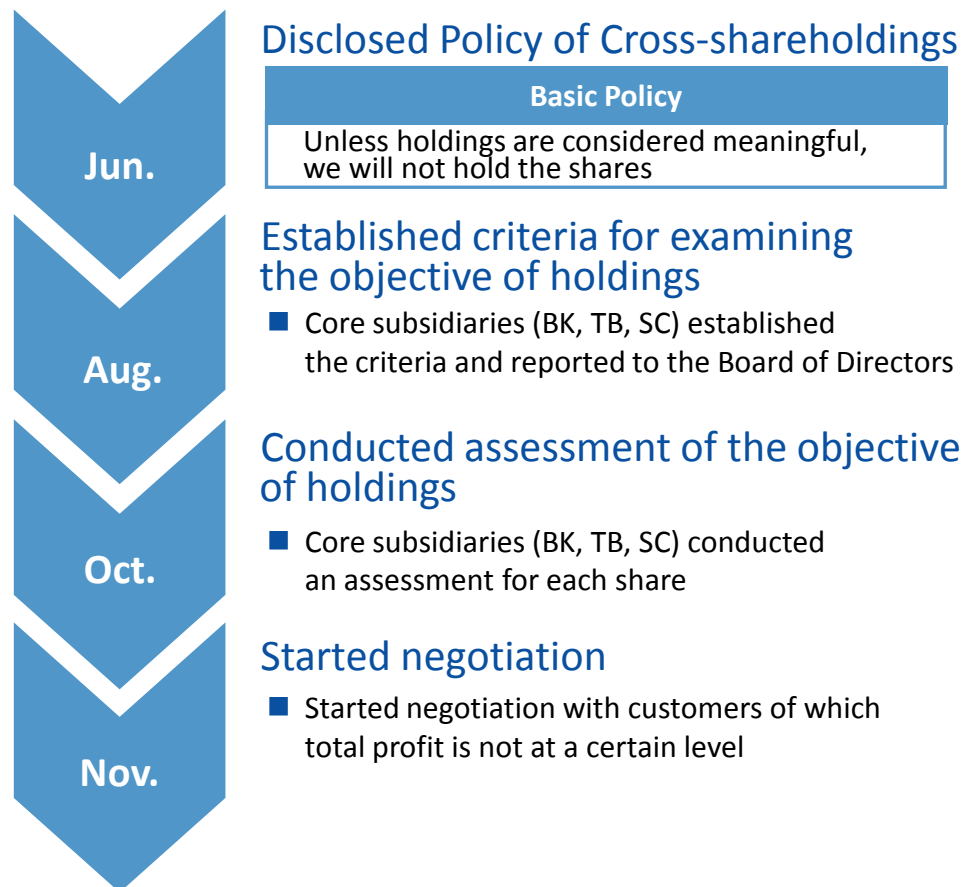 Disclosed Policy of Cross-shareholdings
Basic Policy
Unless holdings are considered meaningful,
we will not hold the shares
Jun.
Established criteria for examining
the objective of holdings
■ Core subsidiaries (BK, TB, SC) established
the criteria and reported to the Board of Directors
Aug.
Conducted assessment of the objective
of holdings
■ Core subsidiaries (BK, TB, SC) conducted
an assessment for each share
Oct.
Started negotiation
■ Started negotiation with customers of which
total profit is not at a certain level
Nov.